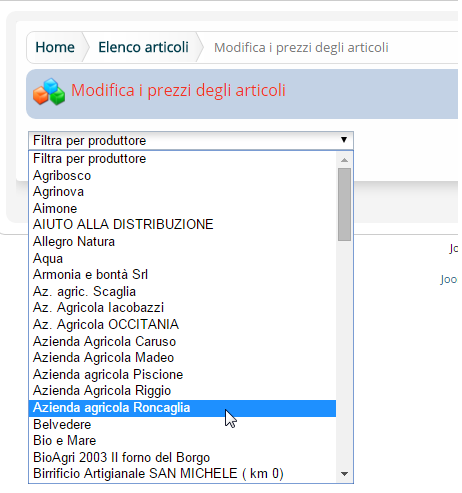 Home Elenco articoli Modifica i prezzi degli articoli
Modifica i prezzi degli articoli
Filtra per produttore
Filtra per produttore
Agribosco
Agrinova
Aimone
AIUTO ALLA DISTRIBUZIONE
Allegro Natura
Aqua
Armonia e bontà Srl
Az. agric. Scaglia
Az. Agricola Iacobazzi
Az. Agricola OCCITANIA
Azienda Agricola Caruso
Azienda Agricola Madeo
Azienda agricola Piscione
Azienda Agricola Riggio
Azienda agricola Roncaglia
Belvedere
Bio e Mare
BioAgri 2003 Il forno del Borgo
Birrificio Artigianale SAN MICHELE ( km 0)
Jo
Joo